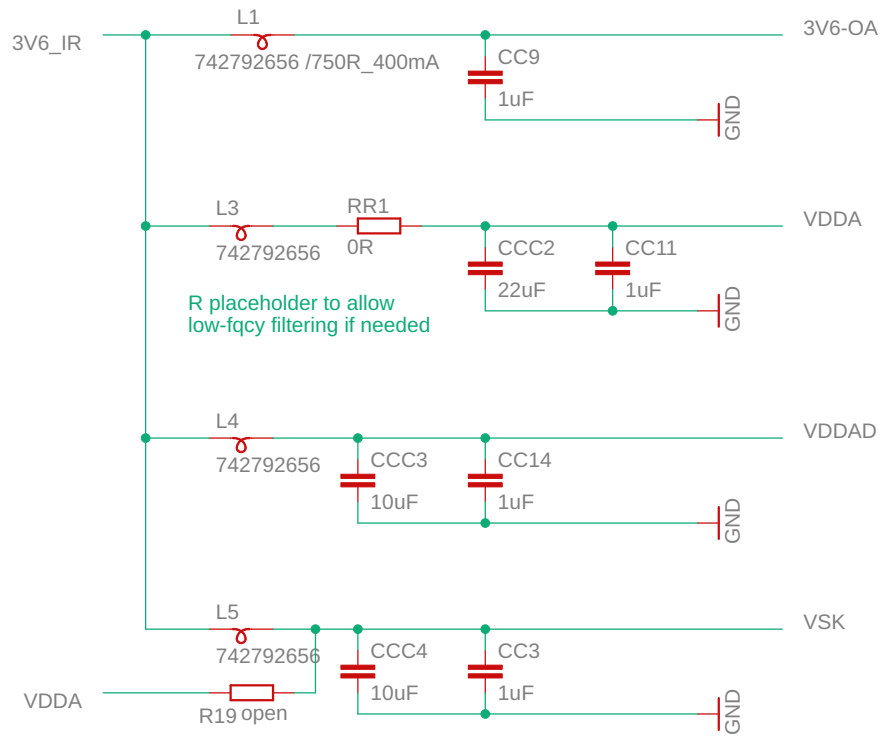 L1
3V6_IR
3V6-OA
742792656 /750R_400mA
CC9
1uF
GND
L3
RR1
VDDA
742792656
0R
CCC2
CC11
22uF
1uF
GND
R placeholder to allow
low-fqcy filtering if needed
L4
VDDAD
742792656
CCC3
CC14
10uF
1uF
GND
L5
VSK
742792656
CCC4
CC3
10uF
1uF
GND
VDDA
R19
open